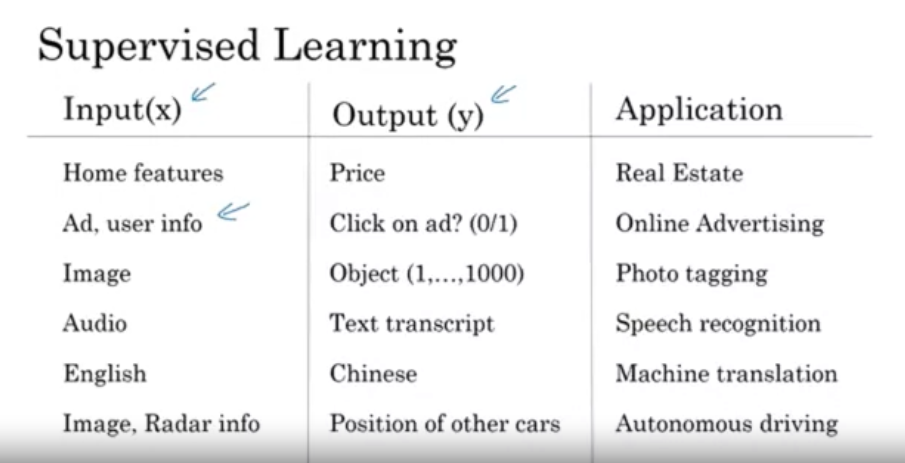 Supervised Learning
Input(x) Output (y) Application
Home features Price Real Estate
Ad, user info Click on ad? (0/1) Online Advertising
Image Object (1,...,1000) Photo tagging
Audio Text transcript Speech recognition
English Chinese Machine translation
Image, Radar info Position of other cars Autonomous driving